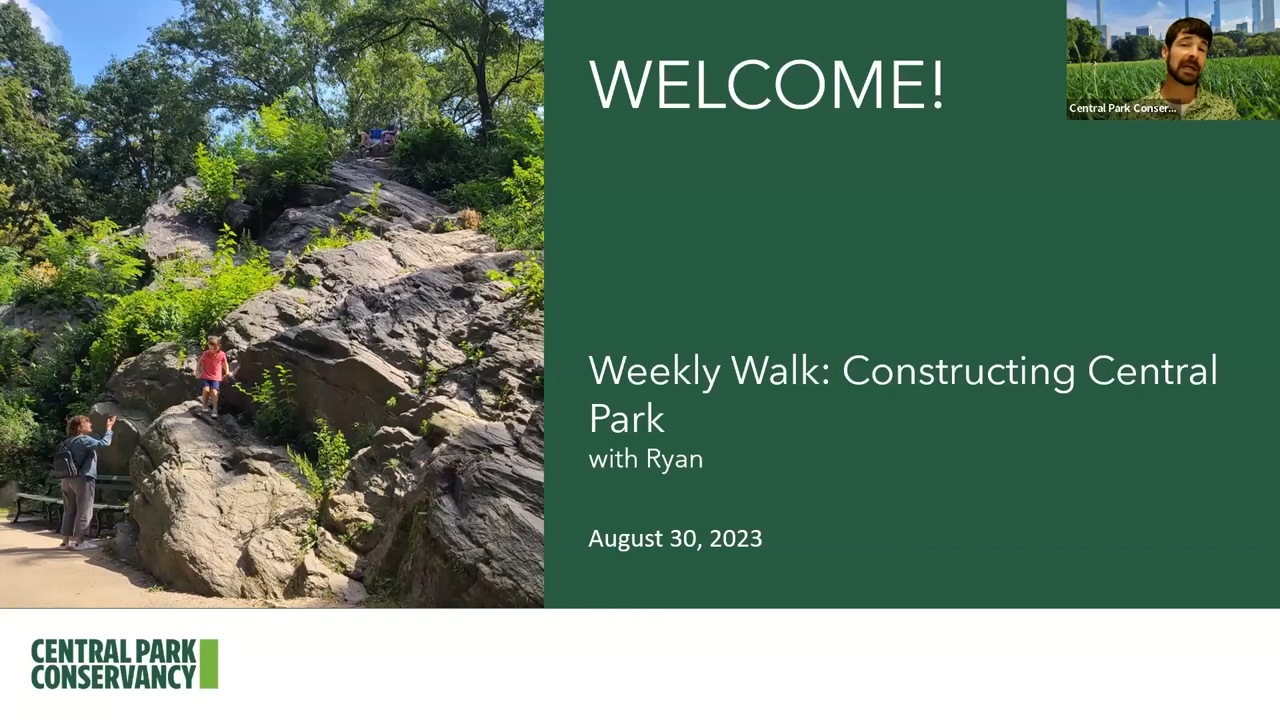 WELCOME!
Central Park Conser...
Weekly Walk: Constructing Central
Park
with Ryan
August 30, 2023
CENTRAL PARK
CONSERVANCY